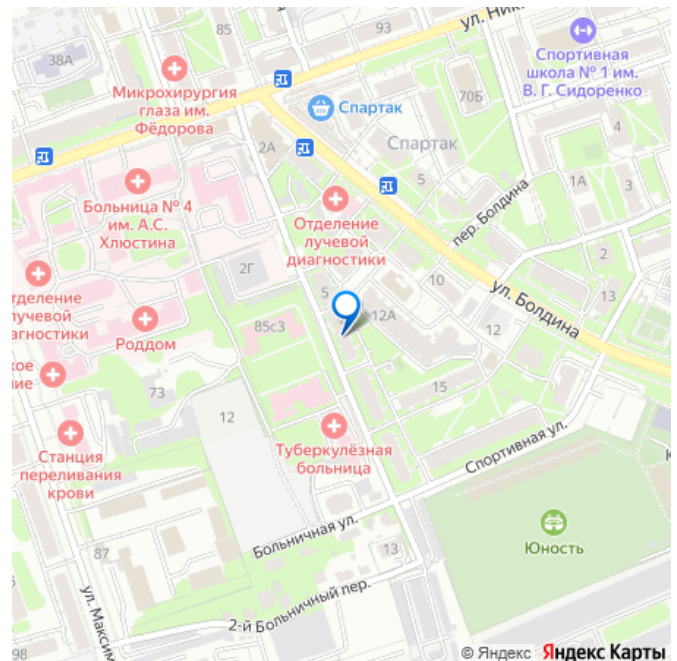 85
93
ул. Ник
38А
Микрохирургия
глаза им.
Фёдорова
Спортивная
школа № 1 им.
В. Г. Сидоренко
Спартак
70Б
Спартак
4
2А
5
1А
3
Больница № 4
им. А.С.
Хлюстина
Отделение
лучевой
диагностики
пер. Болдина
2
2Г
тделение
лучевой
агностики
5
10
ул. Болдина
12А
12
85с3
Роддом
кое
ние
73
12
15
Туберкулёзная
больница
Спортивная ул.
Станция
переливания
крови
Больничная ул.
Юность
87
13
ул. Максим
2-й Больничный пер.
98
© Яндекс Яндекс Карты